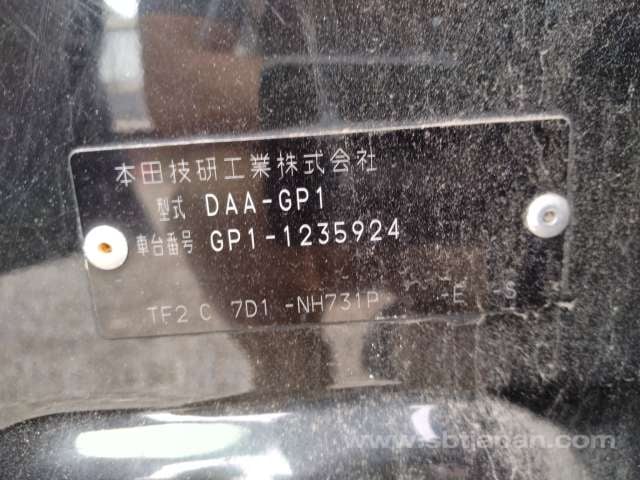 本田技研工業株式会社
型式 DAA-GP1
車台番号 GP1-1235924
TF2 C 7D1 -NH731P -E -S
www.sbtjapan.com